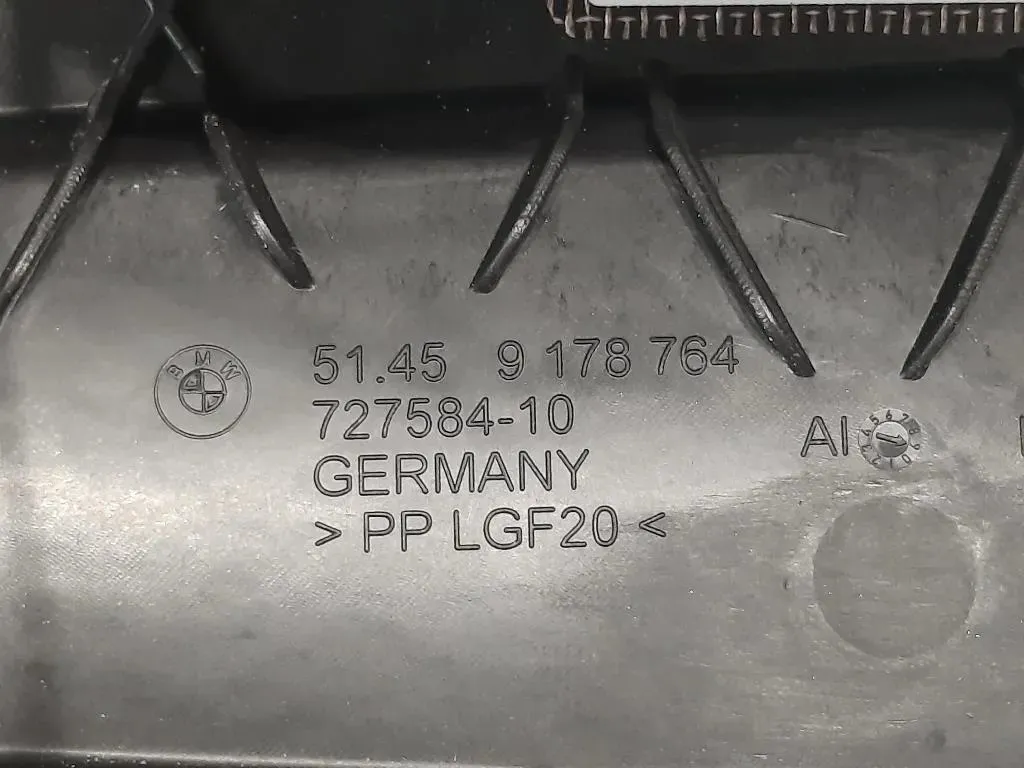 BMW
51.45 9 178 764
727584-10
GERMANY
> PP LGF20 <
AI